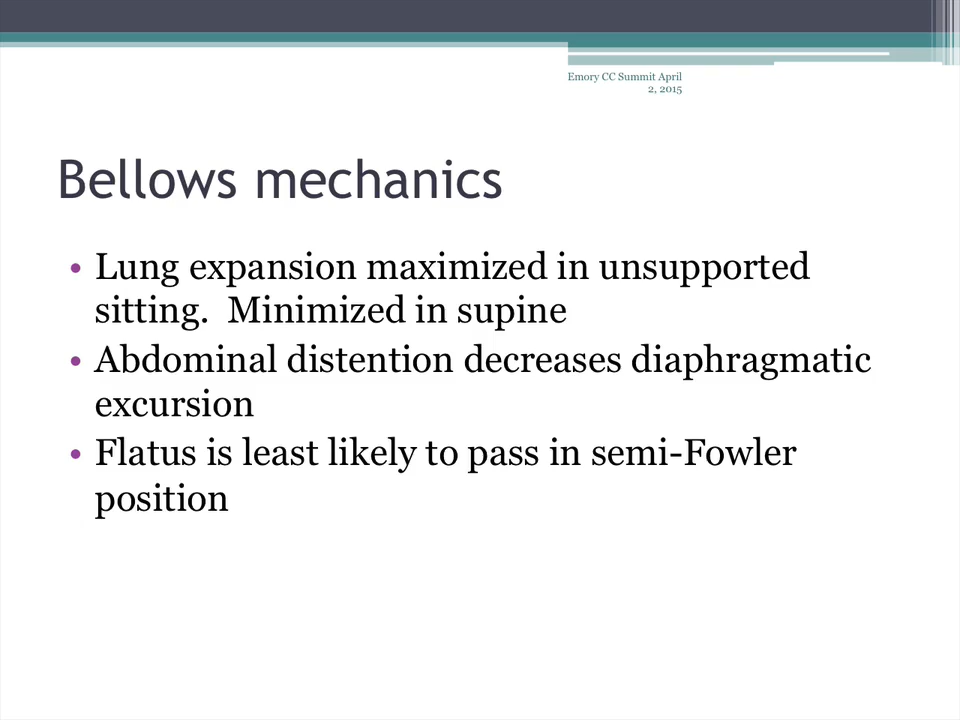 Emory CC Summit April
2, 2015
Bellows mechanics
• Lung expansion maximized in unsupported
sitting.  Minimized in supine
• Abdominal distention decreases diaphragmatic
excursion
• Flatus is least likely to pass in semi-Fowler
position